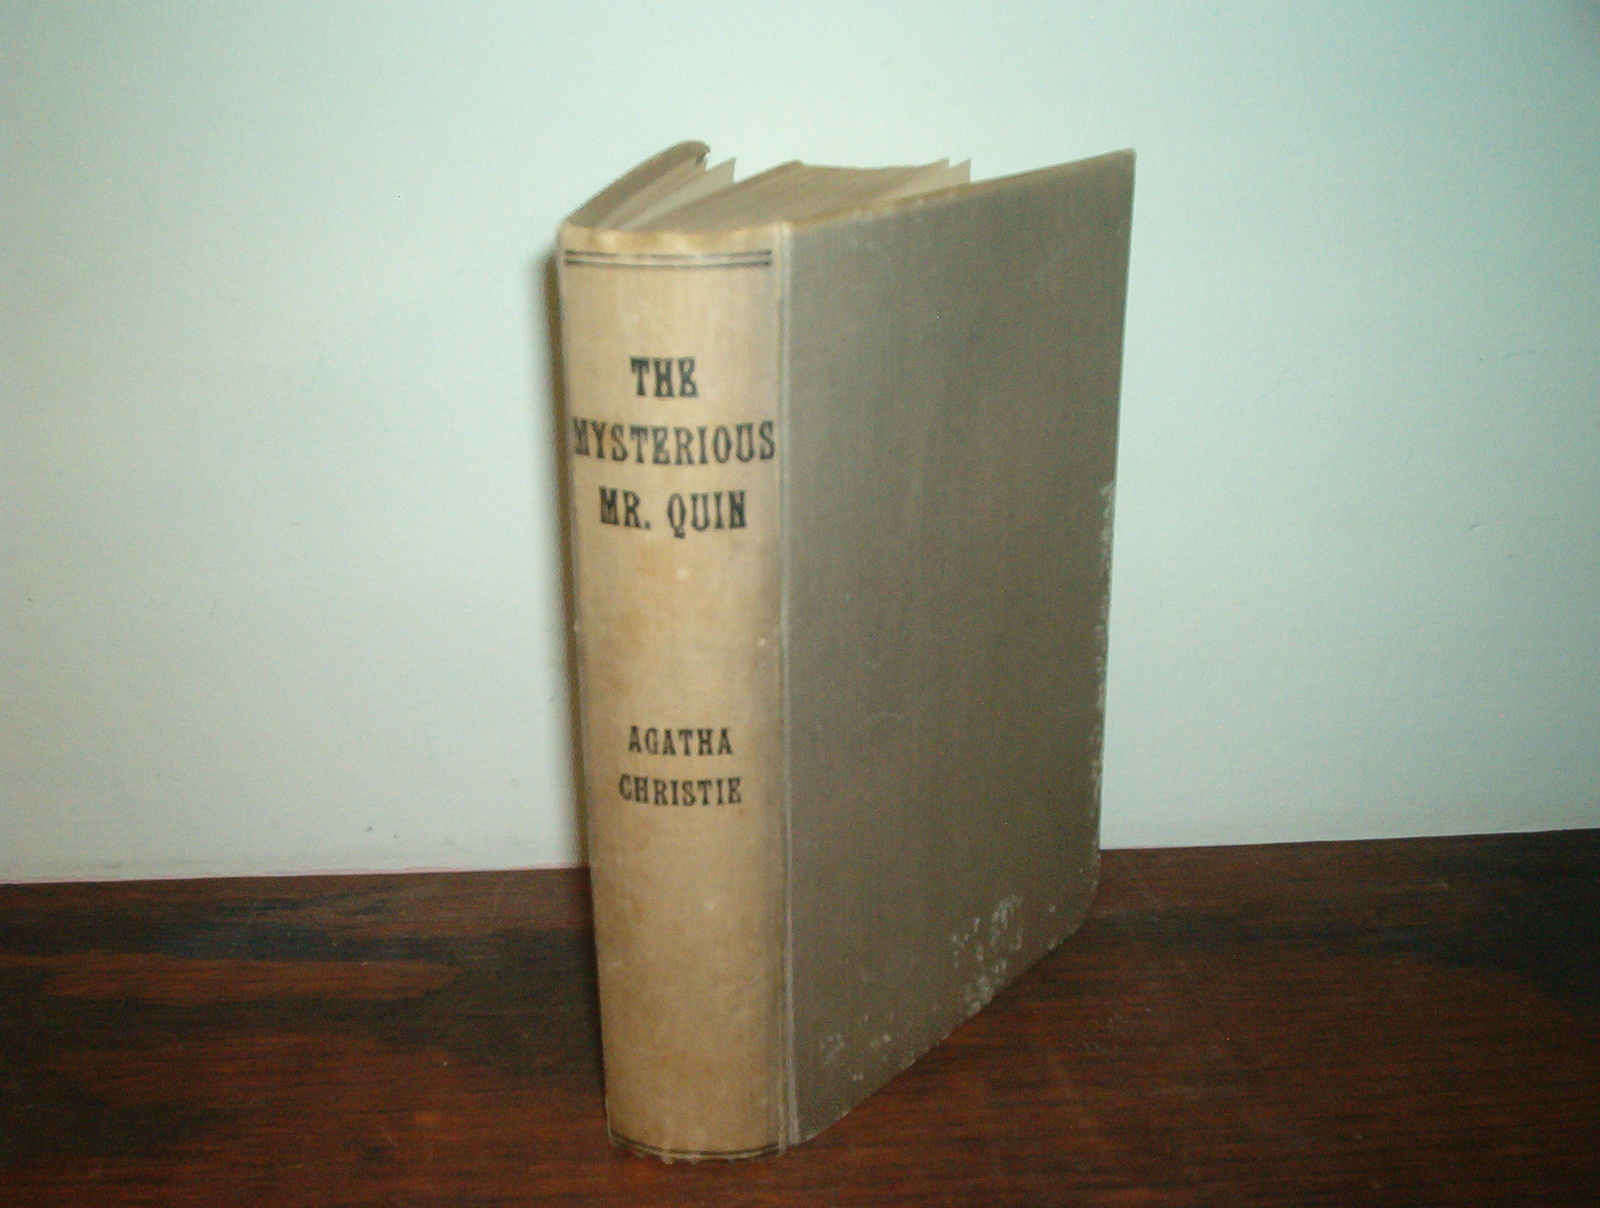 THE
MYSTERIOUS
MR. QUIN
AGATHA
CHRISTIE